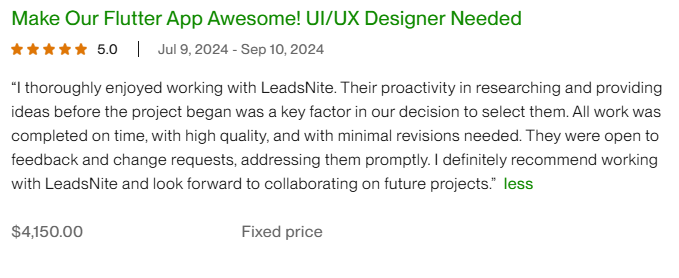 Make Our Flutter App Awesome! UI/UX Designer Needed
5.0 | Jul 9, 2024 - Sep 10, 2024
“I thoroughly enjoyed working with LeadsNite. Their proactivity in researching and providing
ideas before the project began was a key factor in our decision to select them. All work was
completed on time, with high quality, and with minimal revisions needed. They were open to
feedback and change requests, addressing them promptly. I definitely recommend working
with LeadsNite and look forward to collaborating on future projects.” less
$4,150.00 Fixed price